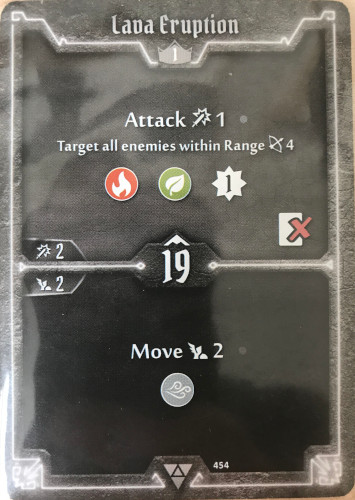 Lava Eruption
1
Attack 1
Target all enemies within Range 4
1
2
19
2
Move 2
454